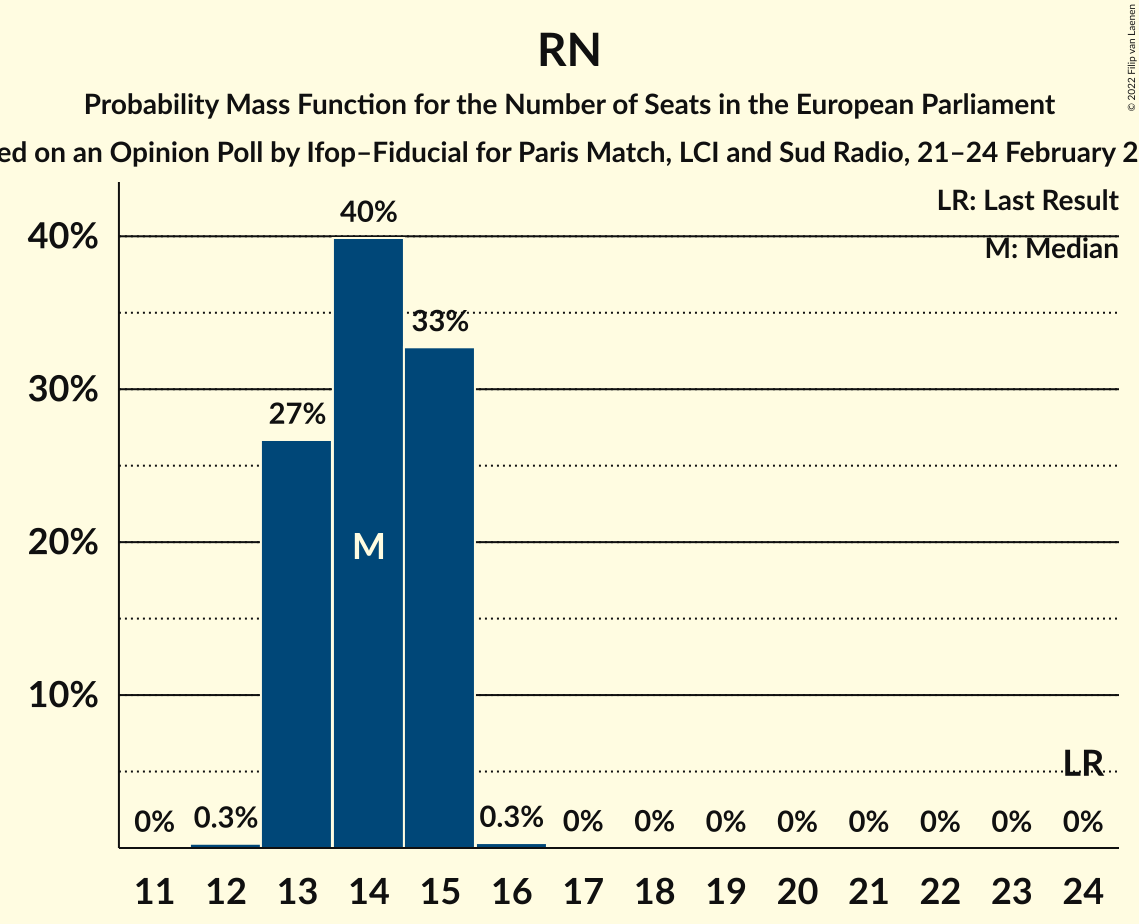 RN
Probability Mass Function for the Number of Seats in the European Parliament
on an Opinion Poll by Ifop–Fiducial for Paris Match, LCI and Sud Radio, 21–24 February
© 2022 Filip van Laenen
LR: Last Result
M: Median
40%
30%
20%
10%
0%
0.3%
27%
40%
33%
0.3%
0%
0%
0%
0%
0%
0%
0%
0%
M
LR
11 12 13 14 15 16 17 18 19 20 21 22 23 24